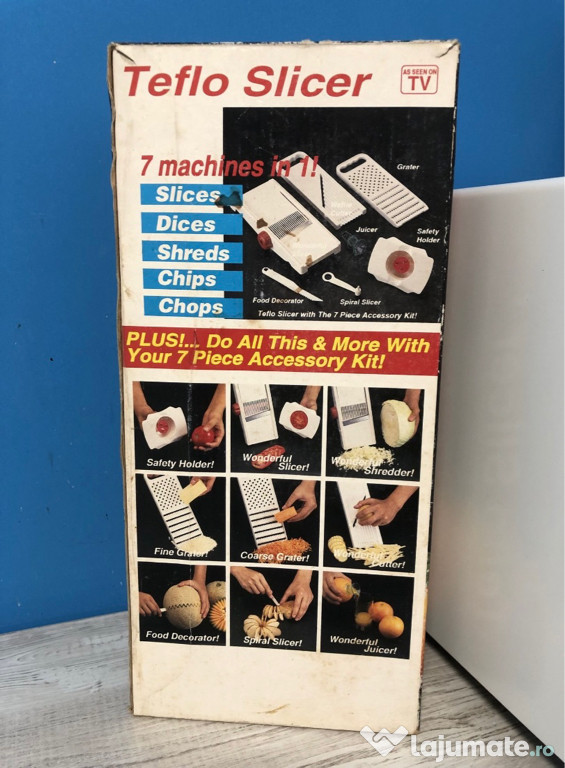 Teflo Slicer
AS SEEN ON
TV
7 machines in 1!
Slices
Dices
Shreds
Chips
Chops
Grater
Juicer
Safety
Holder
Food Decorator
Spiral Slicer
Teflo Slicer with The 7 Piece Accessory Kit!
PLUS!... Do All This & More With
Your 7 Piece Accessory Kit!
Safety Holder!
Wonderful
Slicer!
Wonderful
Shredder!
Fine Grater!
Coarse Grater!
Wonderful
Cutter!
Food Decorator!
Spiral Slicer!
Wonderful
Juicer!
lajumate.ro